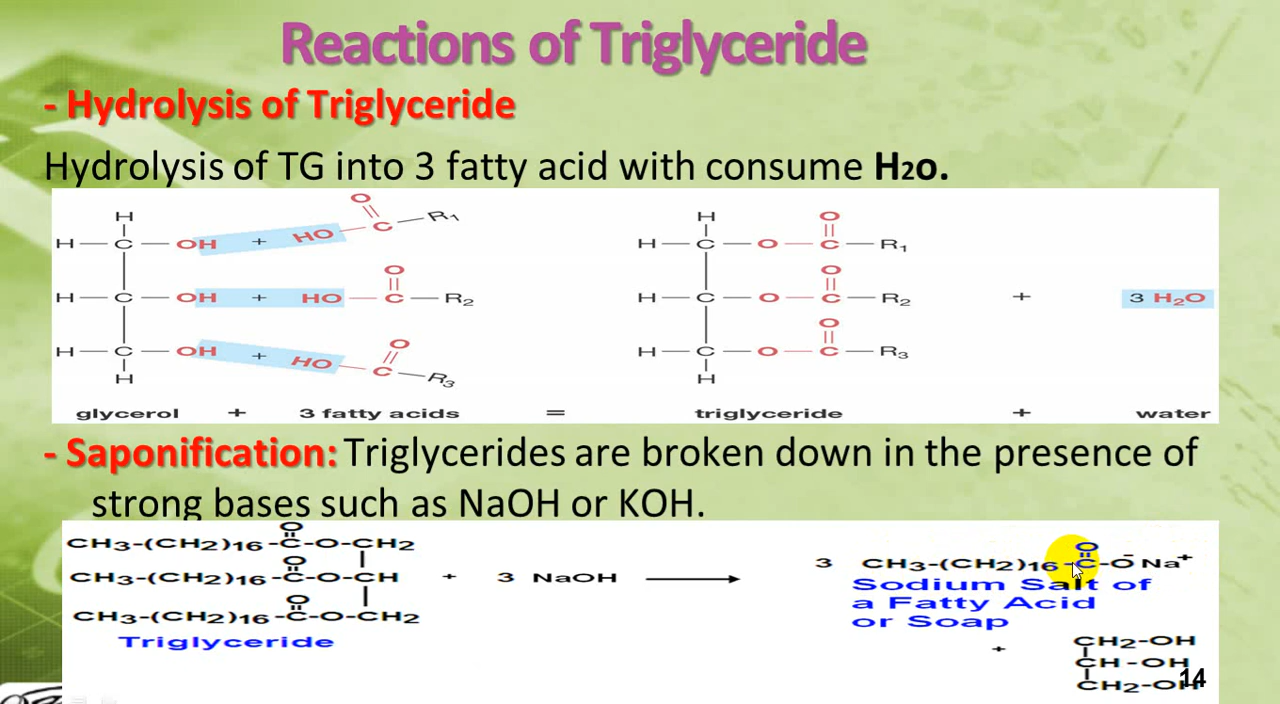 Reactions of Triglyceride
- Hydrolysis of Triglyceride
Hydrolysis of TG into 3 fatty acid with consume H₂o.
H O
H — C — OH + HO — C — R₁
H — C — OH + HO — C — R₂
O
H — C — OH + HO — C — R₃
O
H
H O
H — C — O — C — R₁
O
H — C — O — C — R₂ + 3 H₂O
O
H — C — O — C — R₃
H
glycerol + 3 fatty acids = triglyceride + water
- Saponification: Triglycerides are broken down in the presence of
strong bases such as NaOH or KOH.
O
CH3-(CH2)16-C-O-CH2
O
CH3-(CH2)16-C-O-CH + 3 NaOH
O
CH3-(CH2)16-C-O-CH2
Triglyceride
O
3 CH3-(CH2)16-C-O⁻Na⁺
Sodium Salt of
a Fatty Acid
or Soap
+
CH2-OH
CH-OH
CH2-OH
14